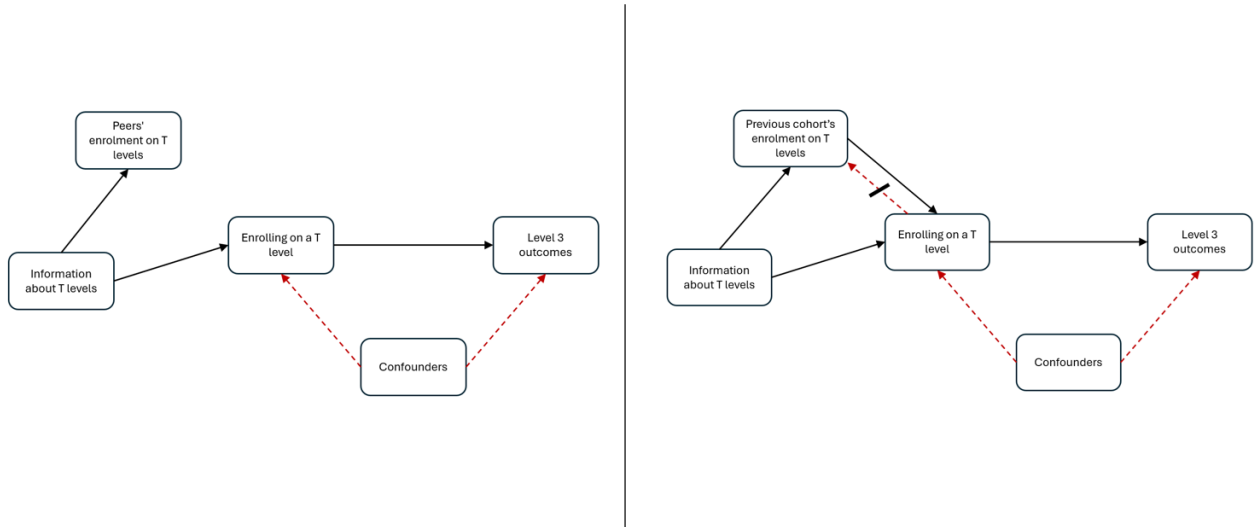 Peers'
enrolment on T
levels
Information
about T levels
Enrolling on a T
level
Level 3
outcomes
Confounders
Previous cohort's
enrolment on T
levels
Information
about T levels
Enrolling on a T
level
Level 3
outcomes
Confounders